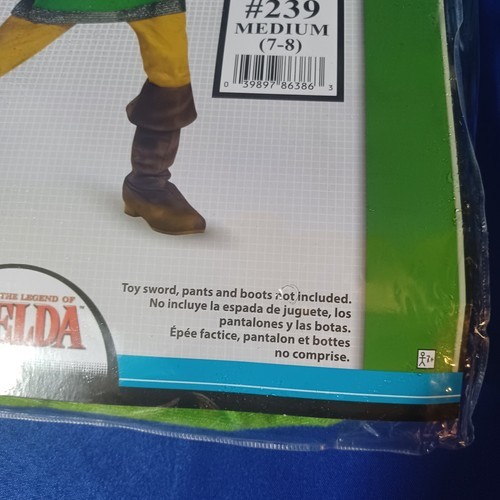 #239
MEDIUM
(7-8)
0 39897 86386 3
THE LEGEND OF
ELDA
Toy sword, pants and boots not included.
No incluye la espada de juguete, los
pantalones y las botas.
Épée factice, pantalon et bottes
no comprise.